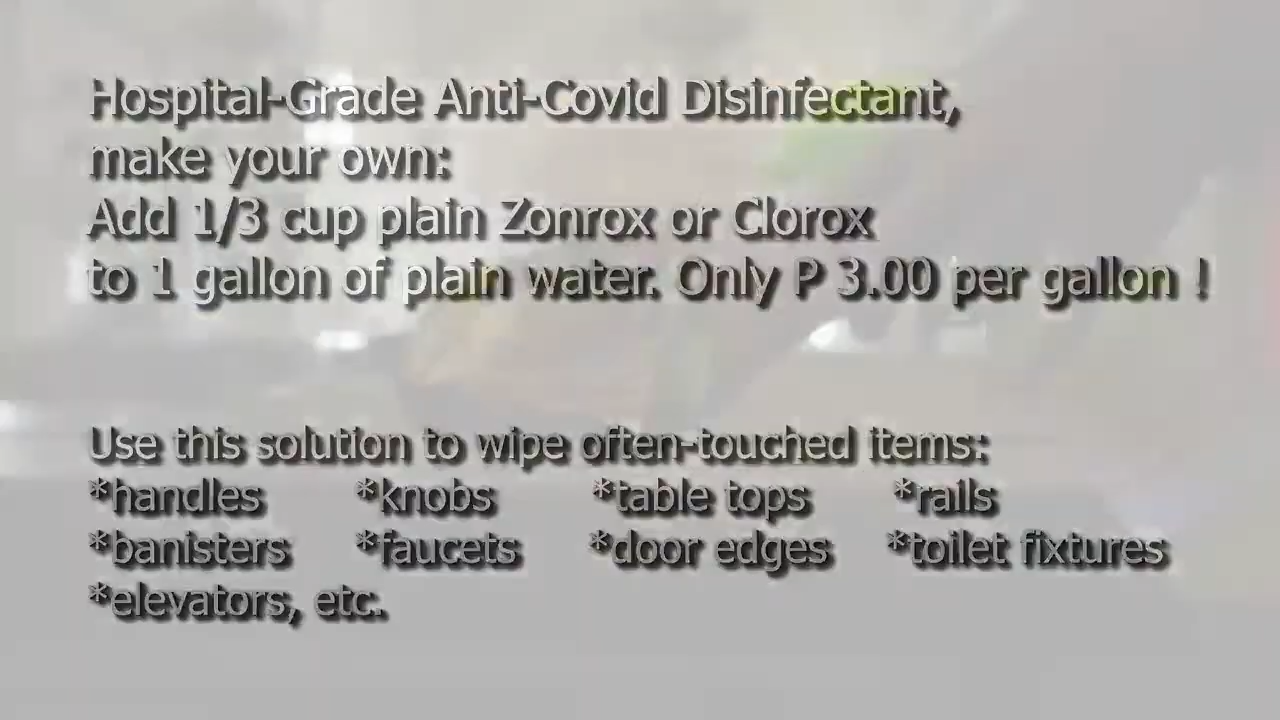 Hospital-Grade Anti-Covid Disinfectant,
make your own:
Add 1/3 cup plain Zonrox or Clorox
to 1 gallon of plain water. Only P 3.00 per gallon !
Use this solution to wipe often-touched items:
*handles *knobs *table tops *rails
*banisters *faucets *door edges *toilet fixtures
*elevators, etc.